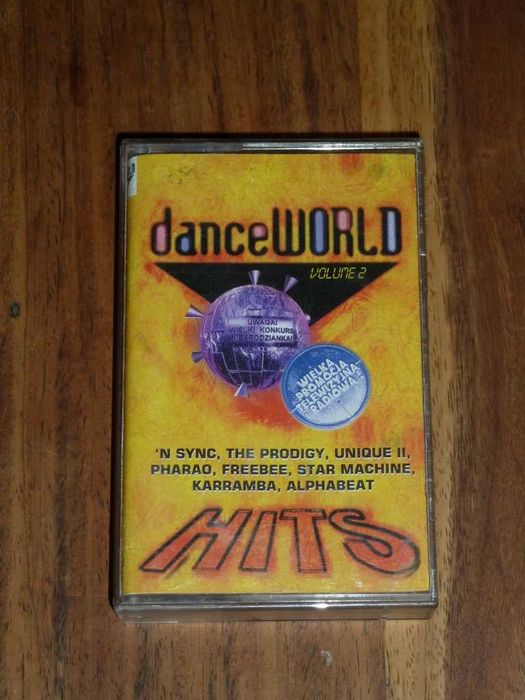 danceWORLD
VOLUME 2
UWAGA!
WIELKI KONKURS
NIESPODZIANKA!
WIELKA
PROMOCJA
TELEWIZYJNA
RADIOWA
'N SYNC, THE PRODIGY, UNIQUE II,
PHARAO, FREEBEE, STAR MACHINE,
KARRAMBA, ALPHABEAT
HITS